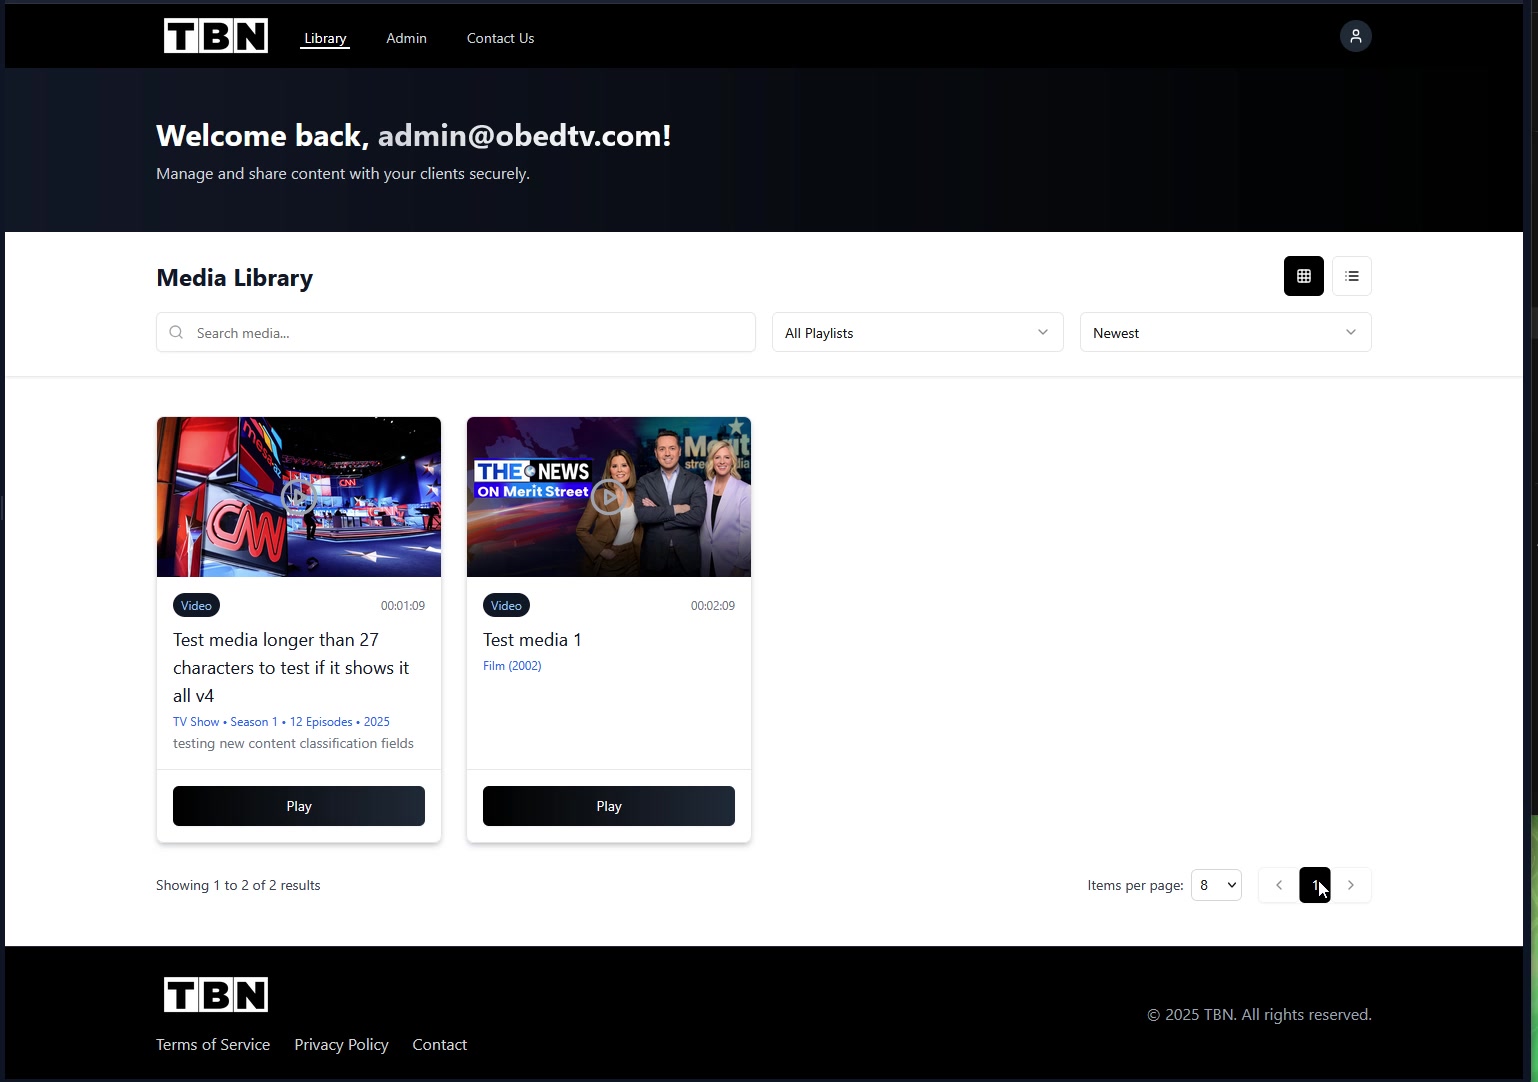 TBN
Library
Admin
Contact Us
Welcome back, admin@obedtv.com!
Manage and share content with your clients securely.
Media Library
Search media...
All Playlists
Newest
CNN
THE NEWS
ON Merit Street
Merit
Video
00:01:09
Test media longer than 27
characters to test if it shows it
all v4
TV Show • Season 1 • 12 Episodes • 2025
testing new content classification fields
Play
Video
00:02:09
Test media 1
Film (2002)
Play
Showing 1 to 2 of 2 results
Items per page: 8
1
TBN
Terms of Service
Privacy Policy
Contact
© 2025 TBN. All rights reserved.